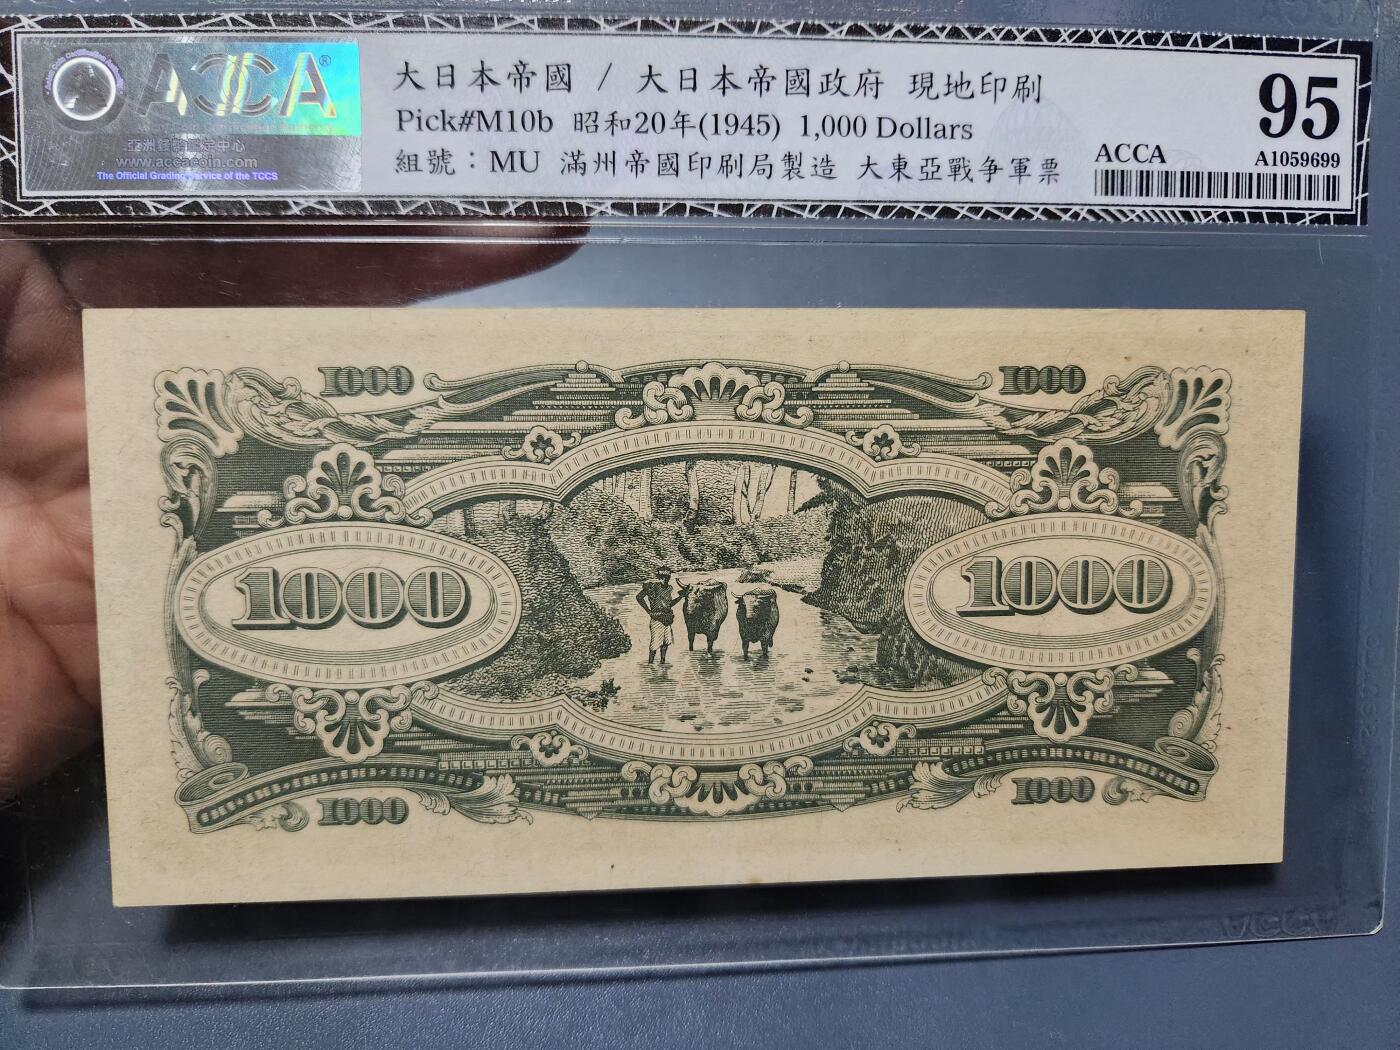 ACCA®
亞洲錢幣鑑定中心
www.accacoin.com
The Official Grading Service of the TCCS
大日本帝國 / 大日本帝國政府 現地印刷
Pick#M10b 昭和20年(1945) 1,000 Dollars
組號：MU 滿州帝國印刷局製造 大東亞戰争軍票
95
ACCA A1059699
1000 1000
1000 1000
1000 1000